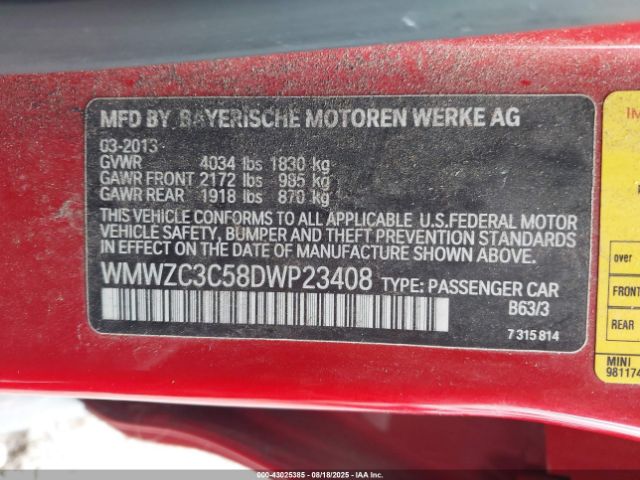 MFD BY BAYERISCHE MOTOREN WERKE AG
03-2013
GVWR 4034 lbs 1830 kg
GAWR FRONT 2172 lbs 985 kg
GAWR REAR 1918 lbs 870 kg
THIS VEHICLE CONFORMS TO ALL APPLICABLE U.S.FEDERAL MOTOR
VEHICLE SAFETY, BUMPER AND THEFT PREVENTION STANDARDS
IN EFFECT ON THE DATE OF MANUFACTURE SHOWN ABOVE.
WMWZC3C58DWP23408 TYPE: PASSENGER CAR
B63/3
7 315 814
IM
over
FRONT
REAR
MINI
981174
000-43025385 - 08/18/2025 - IAA Inc.